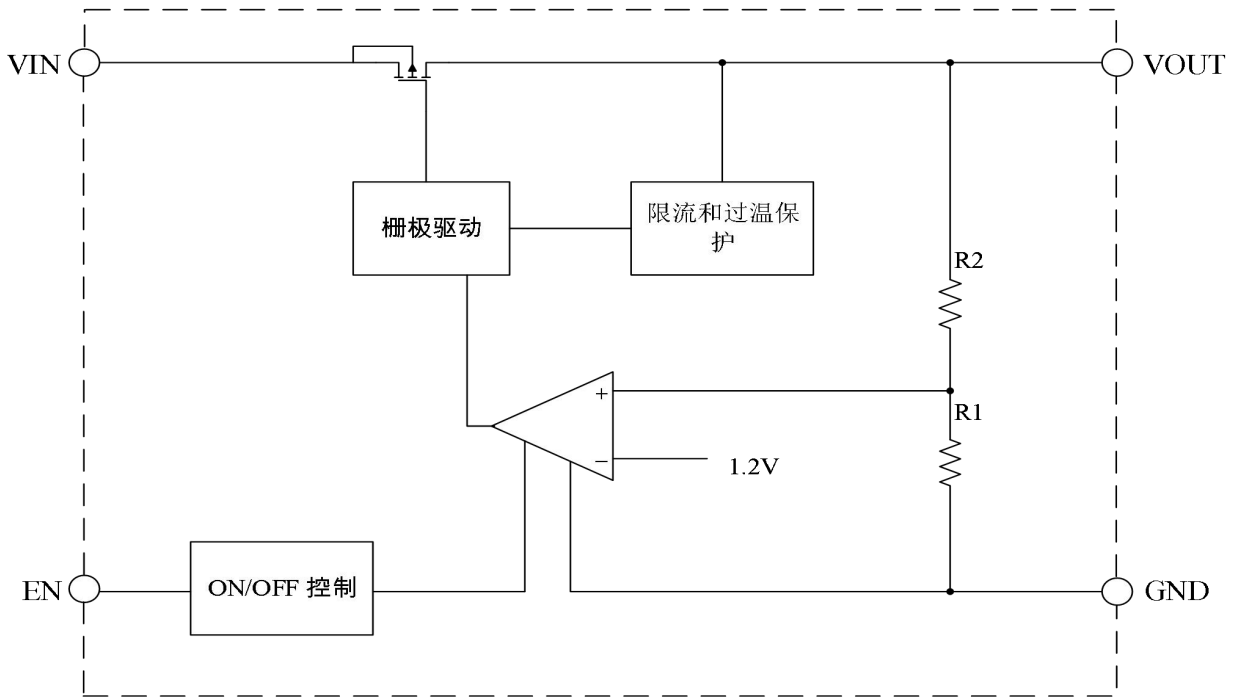 VIN
VOUT
栅极驱动
限流和过温保
护
R2
+
R1
−
1.2V
EN
ON/OFF 控制
GND